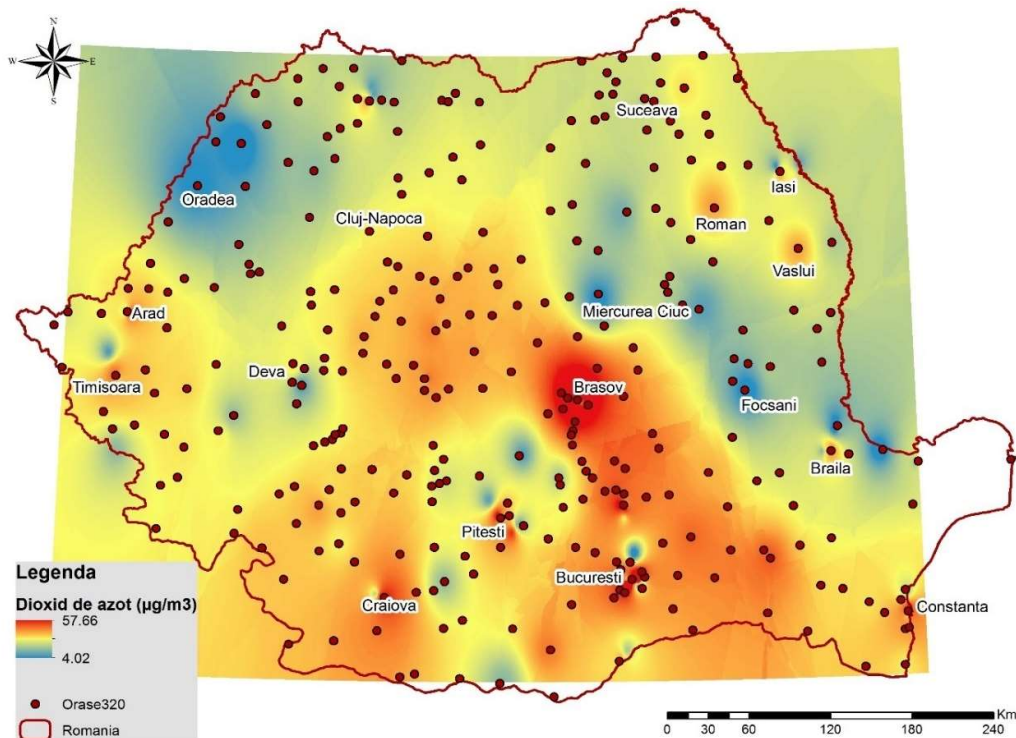 N
W E
S
Suceava
Iasi
Oradea
Cluj-Napoca
Roman
Vaslui
Arad
Miercurea Ciuc
Timisoara
Deva
Brasov
Focsani
Braila
Pitesti
Bucuresti
Craiova
Constanta
Legenda
Dioxid de azot (µg/m3)
57.66
4.02
Orase320
Romania
Km
0 30 60 120 180 240